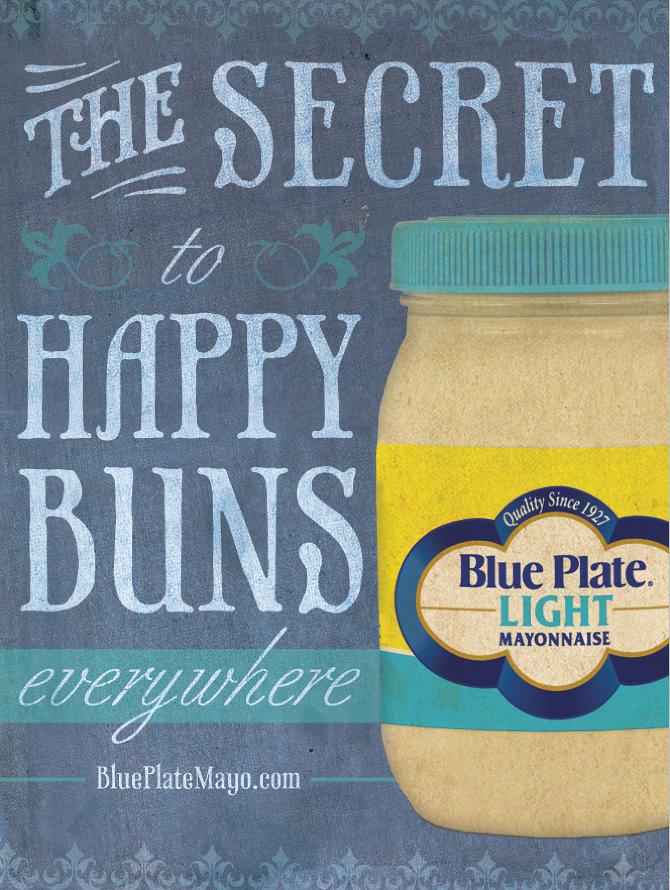 THE SECRET
to
HAPPY
BUNS
everywhere
BluePlateMayo.com
Quality Since 1927
Blue Plate®
LIGHT
MAYONNAISE